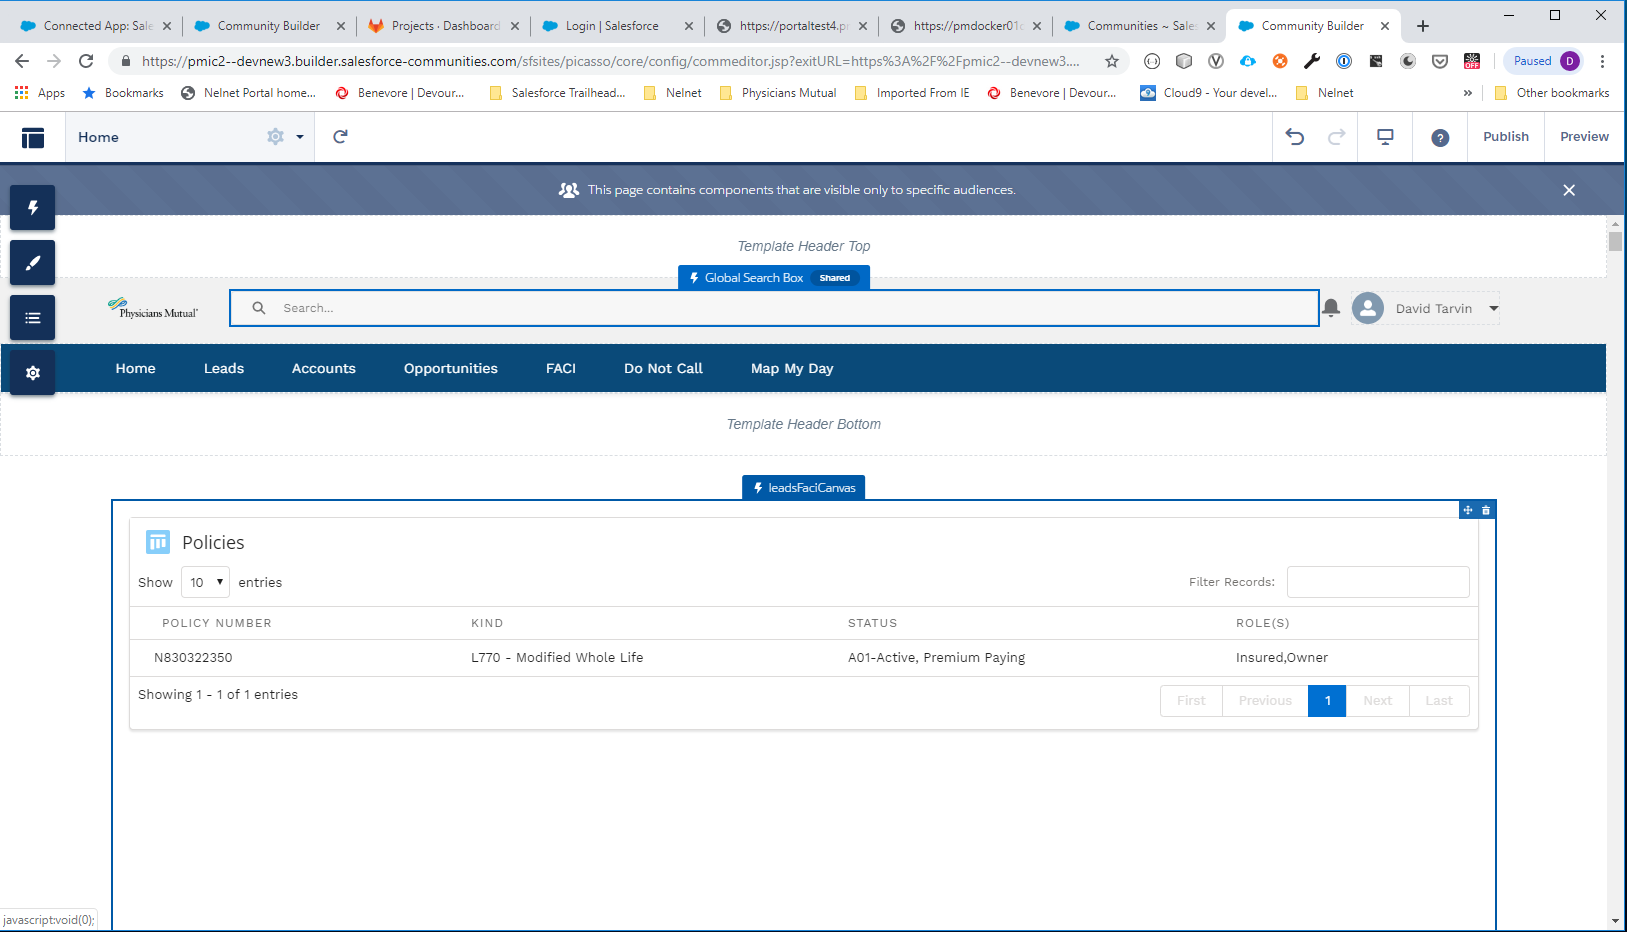 Connected App: Sale
Community Builder
Projects · Dashboard
Login | Salesforce
https://portaltest4.pr
https://pmdocker01c
Communities ~ Sales
Community Builder
https://pmic2--devnew3.builder.salesforce-communities.com/sfsites/picasso/core/config/commeditor.jsp?exitURL=https%3A%2F%2Fpmic2--devnew3....
OFF
Paused D
Apps
Bookmarks
Nelnet Portal home...
Benevore | Devour...
Salesforce Trailhead...
Nelnet
Physicians Mutual
Imported From IE
Benevore | Devour...
Cloud9 - Your devel...
Nelnet
»
Other bookmarks
Home
?
Publish
Preview
This page contains components that are visible only to specific audiences.
Template Header Top
Global Search Box Shared
Physicians Mutual
Search...
David Tarvin
Home
Leads
Accounts
Opportunities
FACI
Do Not Call
Map My Day
Template Header Bottom
leadsFaciCanvas
Policies
Show 10 entries
Filter Records:
POLICY NUMBER KIND STATUS ROLE(S)
N830322350 L770 - Modified Whole Life A01-Active, Premium Paying Insured,Owner
Showing 1 - 1 of 1 entries
First Previous 1 Next Last
javascript:void(0);